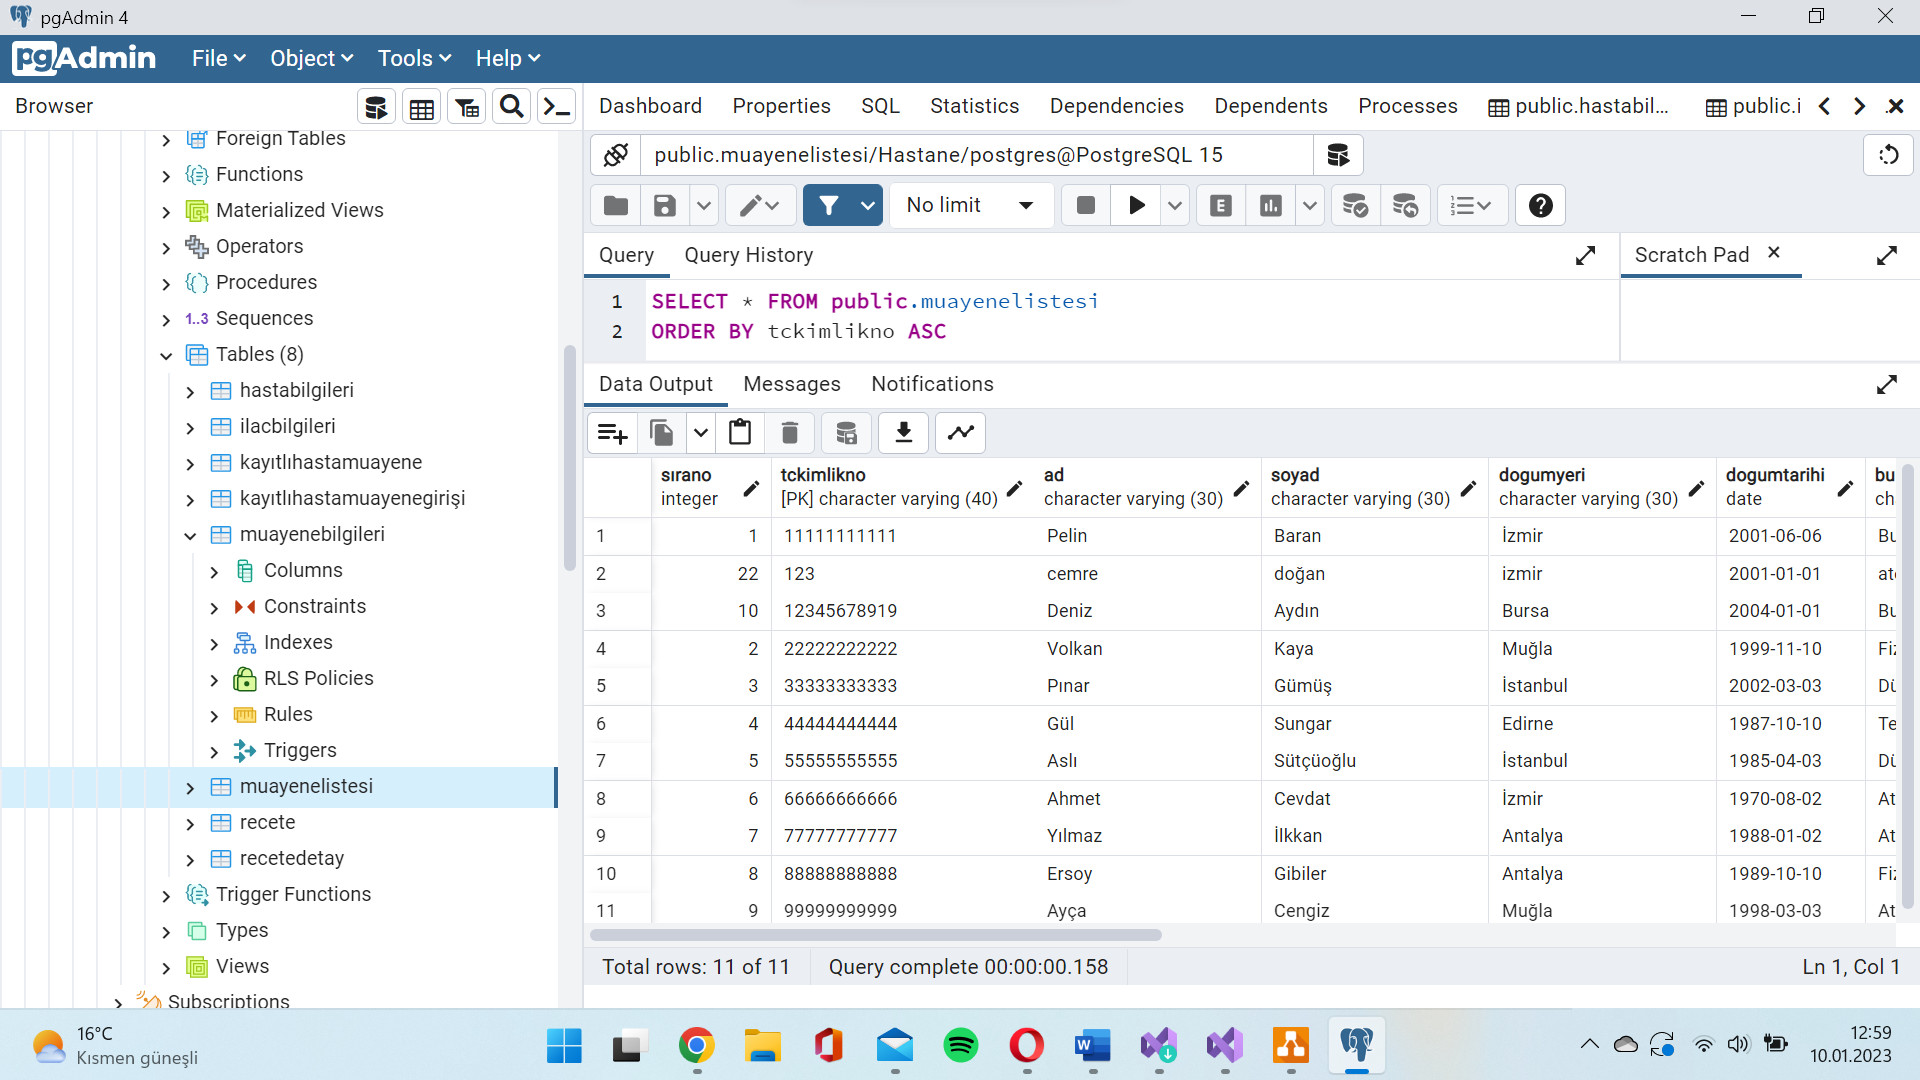 pgAdmin 4
pgAdmin File Object Tools Help
Browser
Dashboard Properties SQL Statistics Dependencies Dependents Processes public.hastabil... public.i
Foreign Tables
Functions
Materialized Views
Operators
Procedures
1..3 Sequences
Tables (8)
hastabilgileri
ilacbilgileri
kayıtlıhastamuayene
kayıtlıhastamuayenegirişi
muayenebilgileri
Columns
Constraints
Indexes
RLS Policies
Rules
Triggers
muayenelistesi
recete
recetedetay
Trigger Functions
Types
Views
Subscriptions
public.muayenelistesi/Hastane/postgres@PostgreSQL 15
No limit
E
Query Query History
Scratch Pad
1 SELECT * FROM public.muayenelistesi
2 ORDER BY tckimlikno ASC
Data Output Messages Notifications
sırano tckimlikno ad soyad dogumyeri dogumtarihi bu
integer [PK] character varying (40) character varying (30) character varying (30) character varying (30) date ch
1 1 11111111111 Pelin Baran İzmir 2001-06-06 Bu
2 22 123 cemre doğan izmir 2001-01-01 ate
3 10 12345678919 Deniz Aydın Bursa 2004-01-01 Bu
4 2 22222222222 Volkan Kaya Muğla 1999-11-10 Fiz
5 3 33333333333 Pınar Gümüş İstanbul 2002-03-03 Dü
6 4 44444444444 Gül Sungar Edirne 1987-10-10 Te
7 5 55555555555 Aslı Sütçüoğlu İstanbul 1985-04-03 Dü
8 6 66666666666 Ahmet Cevdat İzmir 1970-08-02 At
9 7 77777777777 Yılmaz İlkkan Antalya 1988-01-02 At
10 8 88888888888 Ersoy Gibiler Antalya 1989-10-10 Fiz
11 9 99999999999 Ayça Cengiz Muğla 1998-03-03 At
Total rows: 11 of 11 Query complete 00:00:00.158 Ln 1, Col 1
16°C
Kısmen güneşli
12:59
10.01.2023